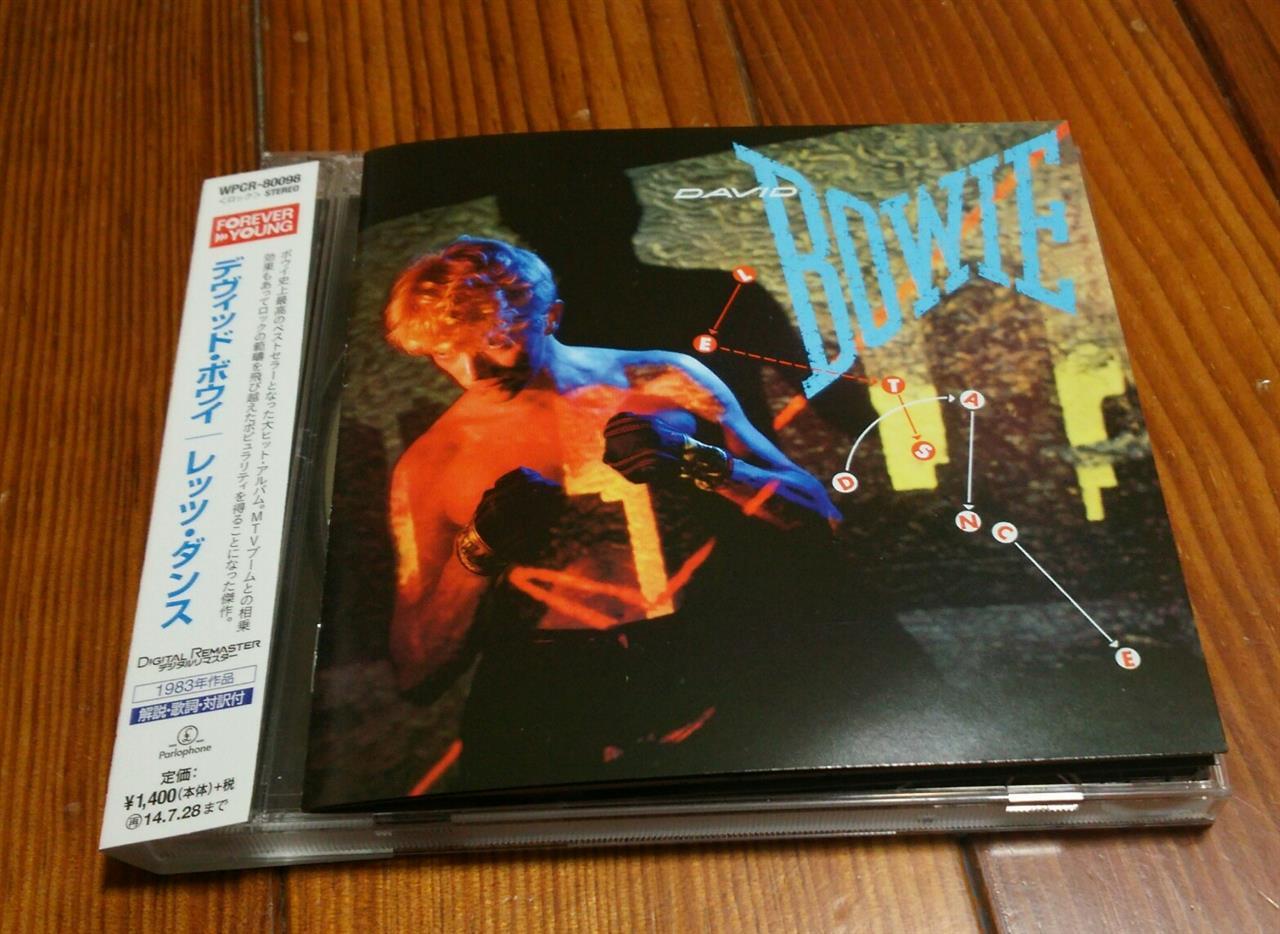 WPCR-80098
<ロック> STEREO
FOREVER
YOUNG
デヴィッド・ボウイ｜レッツ・ダンス
ボウイ史上最高のベストセラーとなった大ヒット・アルバム。MTVブームとの相乗
効果もあってロックの範疇を飛び越えたポピュラリティを得ることになった傑作。
DIGITAL REMASTER
デジタルリマスター
1983年作品
解説・歌詞・対訳付
Parlophone
定価：
¥1,400(本体)+税
再14.7.28まで
DAVID
BOWIE
LET'S
DANCE